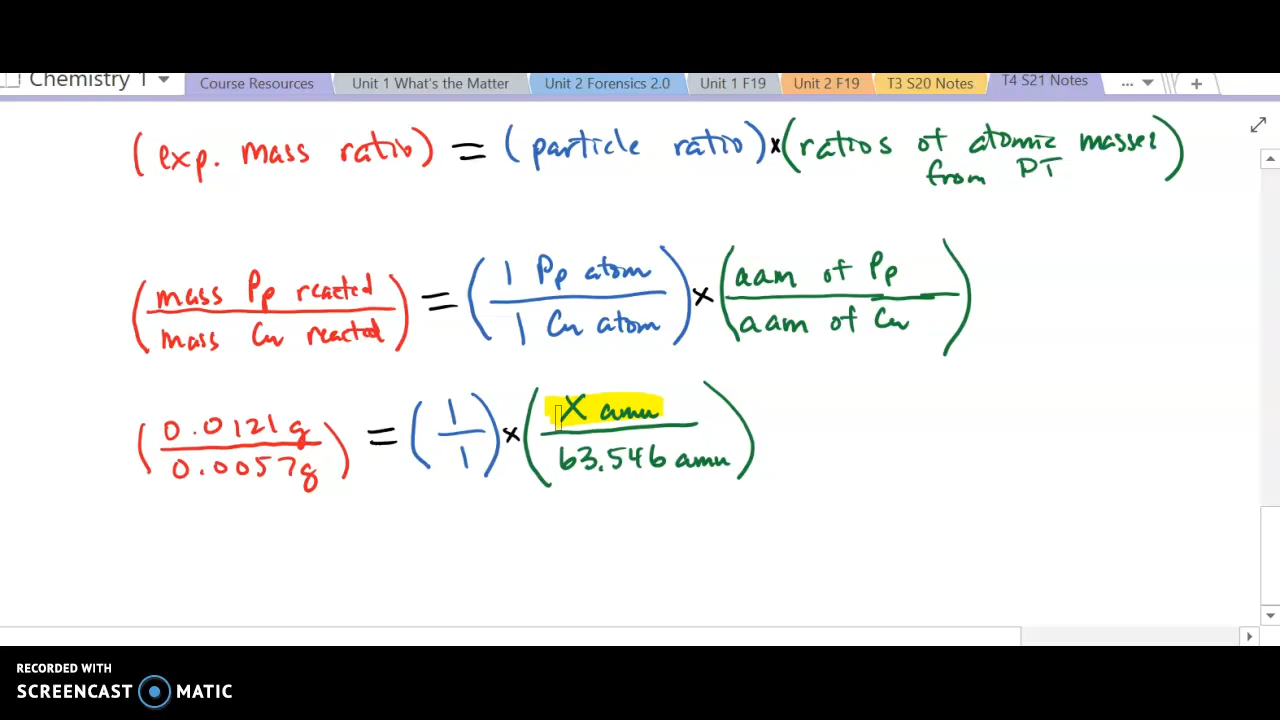 Chemistry 1
Course Resources
Unit 1 What's the Matter
Unit 2 Forensics 2.0
Unit 1 F19
Unit 2 F19
T3 S20 Notes
T4 S21 Notes
...
+
(exp. mass ratio) = (particle ratio) × (ratios of atomic masses
from PT)
(mass Pp reacted / mass Cu reacted) = (1 Pp atom / 1 Cu atom) × (aam of Pp / aam of Cu)
(0.0121 g / 0.0057 g) = (1 / 1) × (X amu / 63.546 amu)
RECORDED WITH
SCREENCAST MATIC